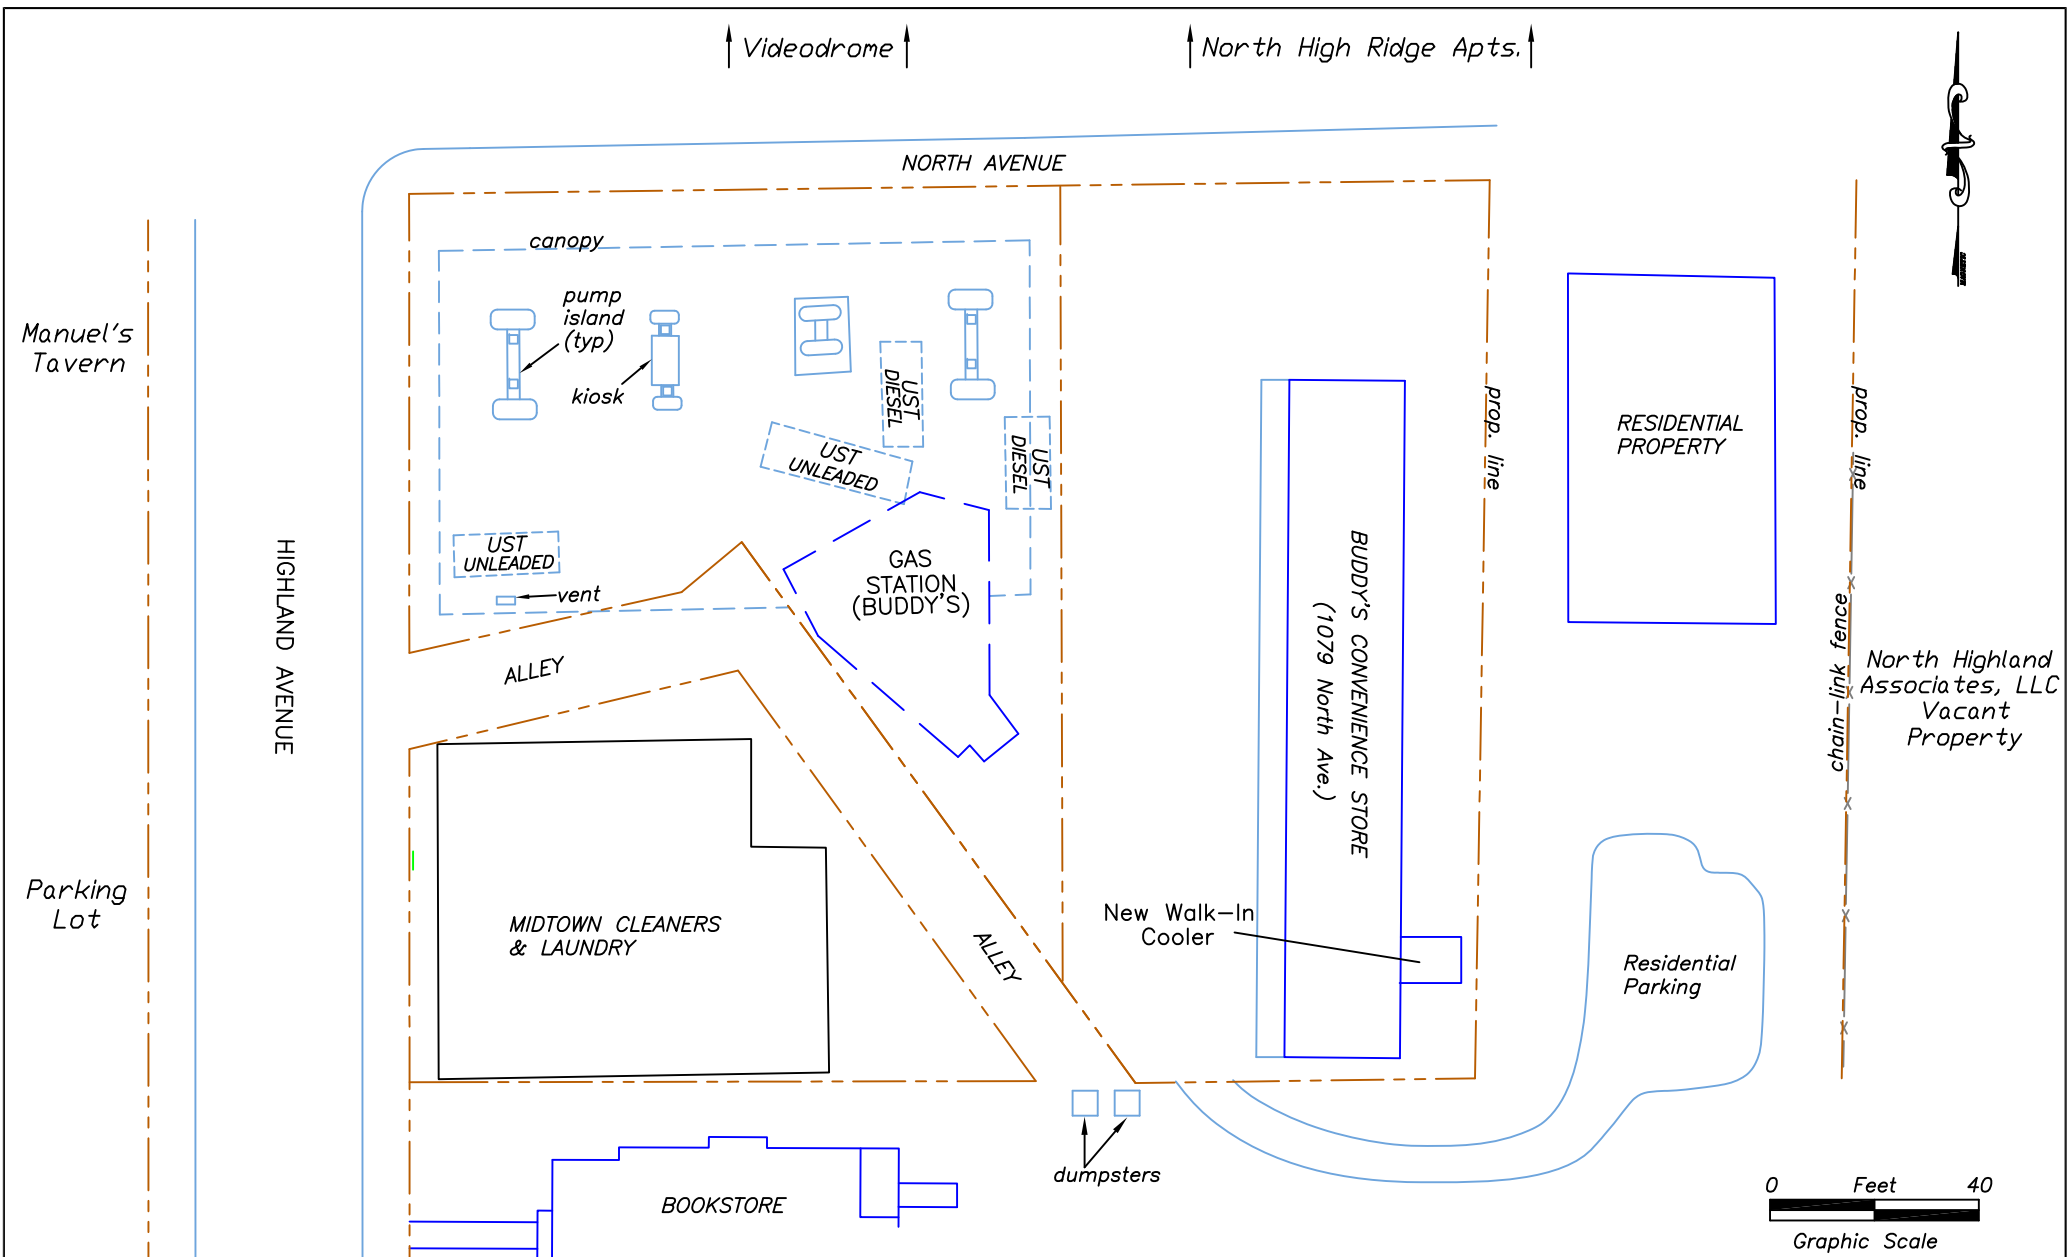 Videodrome
North High Ridge Apts.
NORTH AVENUE
canopy
pump
island
(typ)
kiosk
Manuel's
Tavern
UST
DIESEL
UST
UNLEADED
UST
DIESEL
prop. line
RESIDENTIAL
PROPERTY
prop. line
UST
UNLEADED
vent
GAS
STATION
(BUDDY'S)
HIGHLAND AVENUE
BUDDY'S CONVENIENCE STORE
(1079 North Ave.)
ALLEY
chain-link fence
North Highland
Associates, LLC
Vacant
Property
Parking
Lot
MIDTOWN CLEANERS
& LAUNDRY
New Walk-In
Cooler
ALLEY
Residential
Parking
dumpsters
BOOKSTORE
0 Feet 40
Graphic Scale